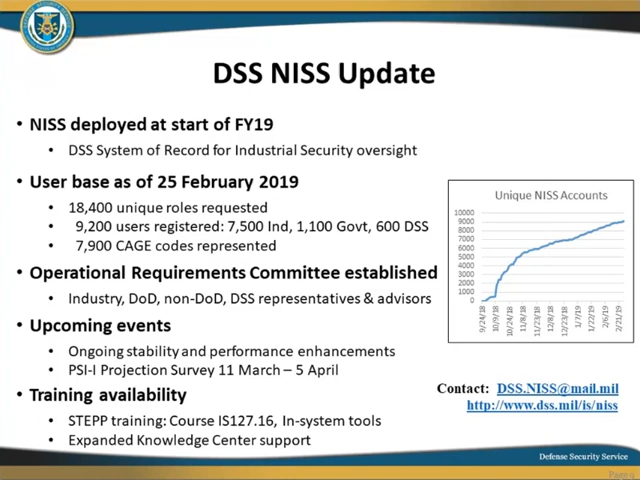 DSS NISS Update
• NISS deployed at start of FY19
• DSS System of Record for Industrial Security oversight
• User base as of 25 February 2019
• 18,400 unique roles requested
• 9,200 users registered: 7,500 Ind, 1,100 Govt, 600 DSS
• 7,900 CAGE codes represented
• Operational Requirements Committee established
• Industry, DoD, non-DoD, DSS representatives & advisors
• Upcoming events
• Ongoing stability and performance enhancements
• PSI-I Projection Survey 11 March – 5 April
• Training availability
• STEPP training: Course IS127.16, In-system tools
• Expanded Knowledge Center support
Unique NISS Accounts
10000
9000
8000
7000
6000
5000
4000
3000
2000
1000
0
9/24/18
10/9/18
10/24/18
11/8/18
11/23/18
12/8/18
12/23/18
1/7/19
1/22/19
2/6/19
2/21/19
Contact: DSS.NISS@mail.mil
http://www.dss.mil/is/niss
Defense Security Service
Page 6